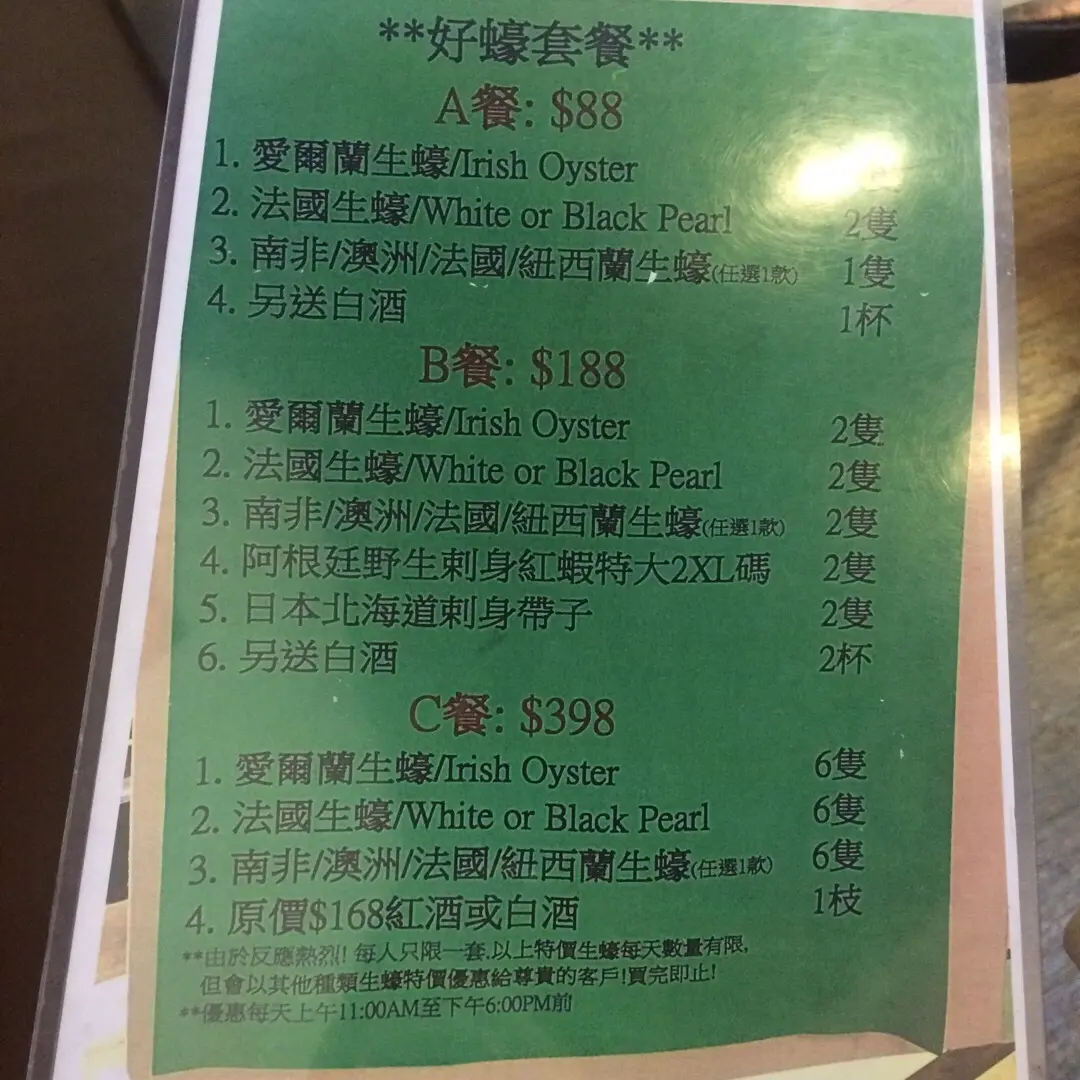 **好蠔套餐**
A餐: $88
1. 愛爾蘭生蠔/Irish Oyster
2. 法國生蠔/White or Black Pearl 2隻
3. 南非/澳洲/法國/紐西蘭生蠔(任選1款) 1隻
4. 另送白酒 1杯
B餐: $188
1. 愛爾蘭生蠔/Irish Oyster 2隻
2. 法國生蠔/White or Black Pearl 2隻
3. 南非/澳洲/法國/紐西蘭生蠔(任選1款) 2隻
4. 阿根廷野生刺身紅蝦特大2XL碼 2隻
5. 日本北海道刺身帶子 2隻
6. 另送白酒 2杯
C餐: $398
1. 愛爾蘭生蠔/Irish Oyster 6隻
2. 法國生蠔/White or Black Pearl 6隻
3. 南非/澳洲/法國/紐西蘭生蠔(任選1款) 6隻
4. 原價$168紅酒或白酒 1枝
**由於反應熱烈! 每人只限一套.以上特價生蠔每天數量有限,
但會以其他種類生蠔特價優惠給尊貴的客戶!買完即止!
**優惠每天上午11:00AM至下午6:00PM前